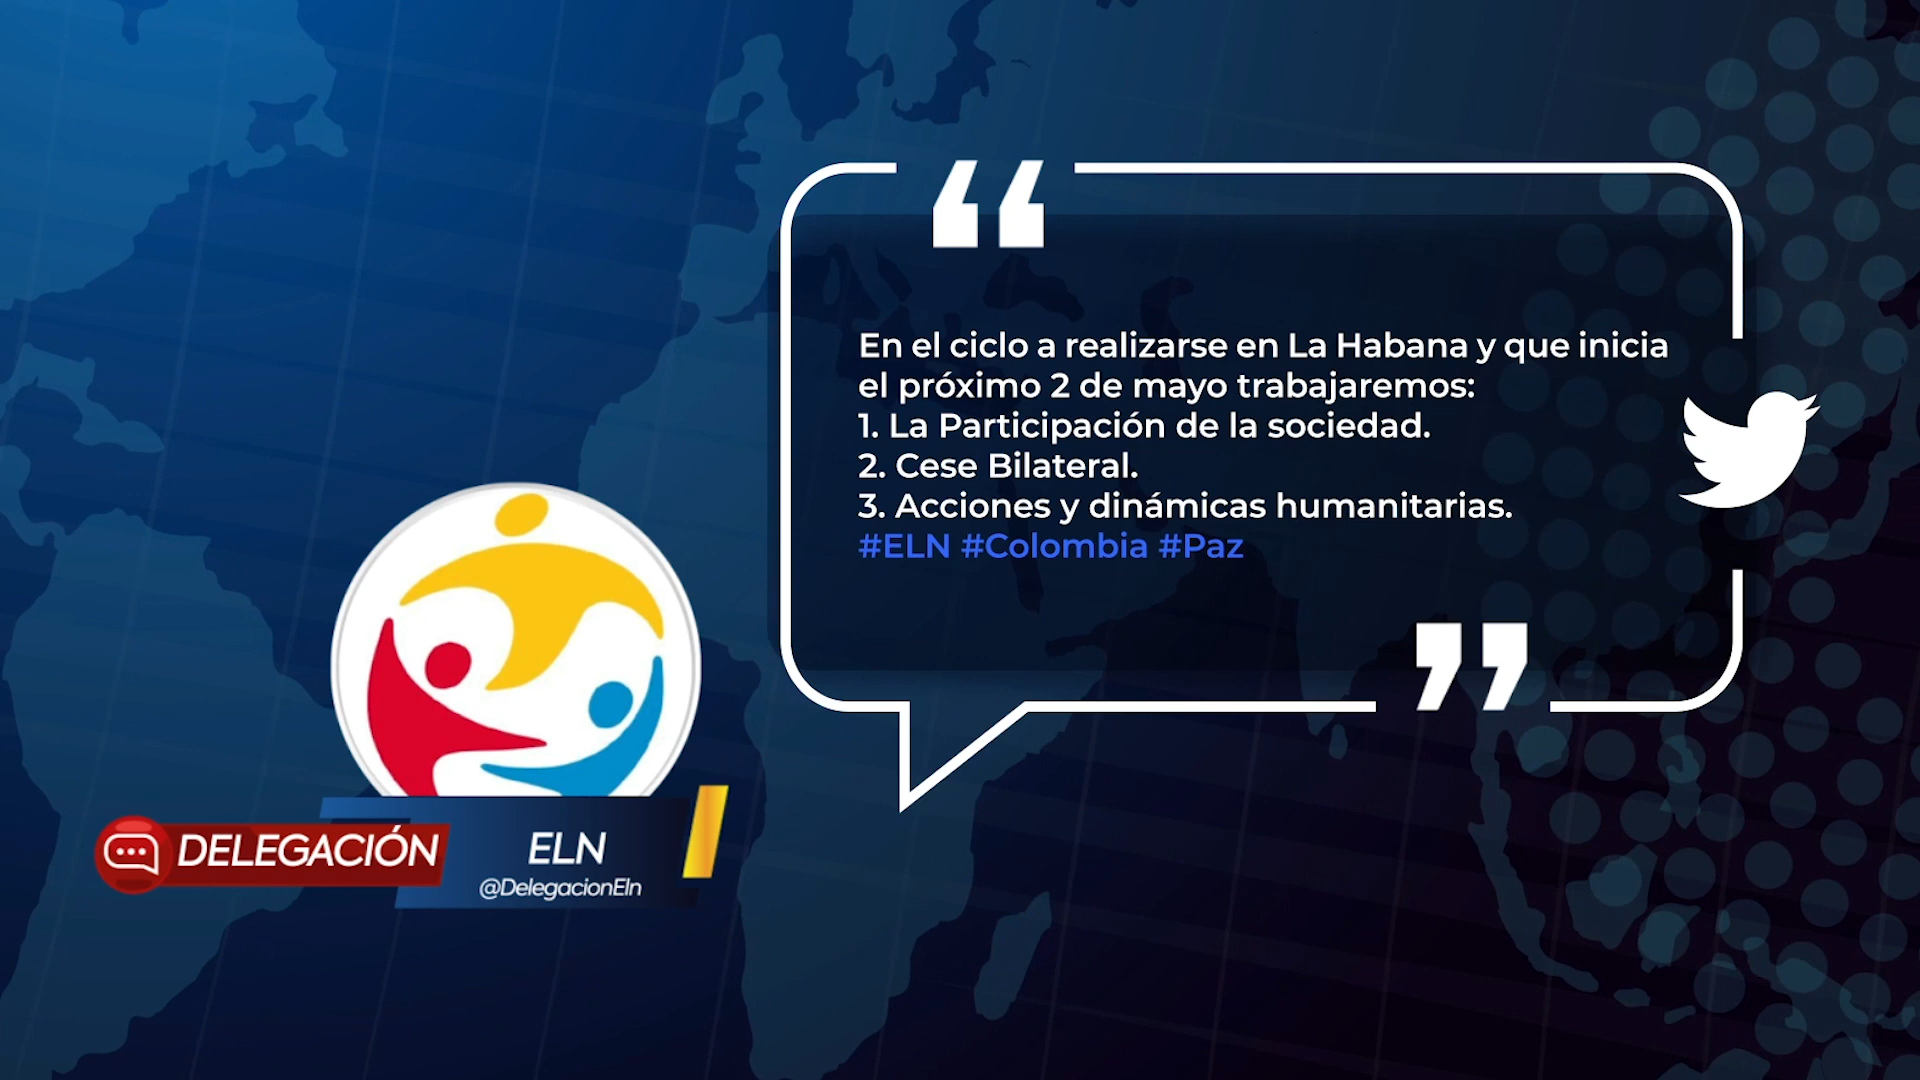 En el ciclo a realizarse en La Habana y que inicia
el próximo 2 de mayo trabajaremos:
1. La Participación de la sociedad.
2. Cese Bilateral.
3. Acciones y dinámicas humanitarias.
#ELN #Colombia #Paz
DELEGACIÓN
ELN
@DelegacionEln